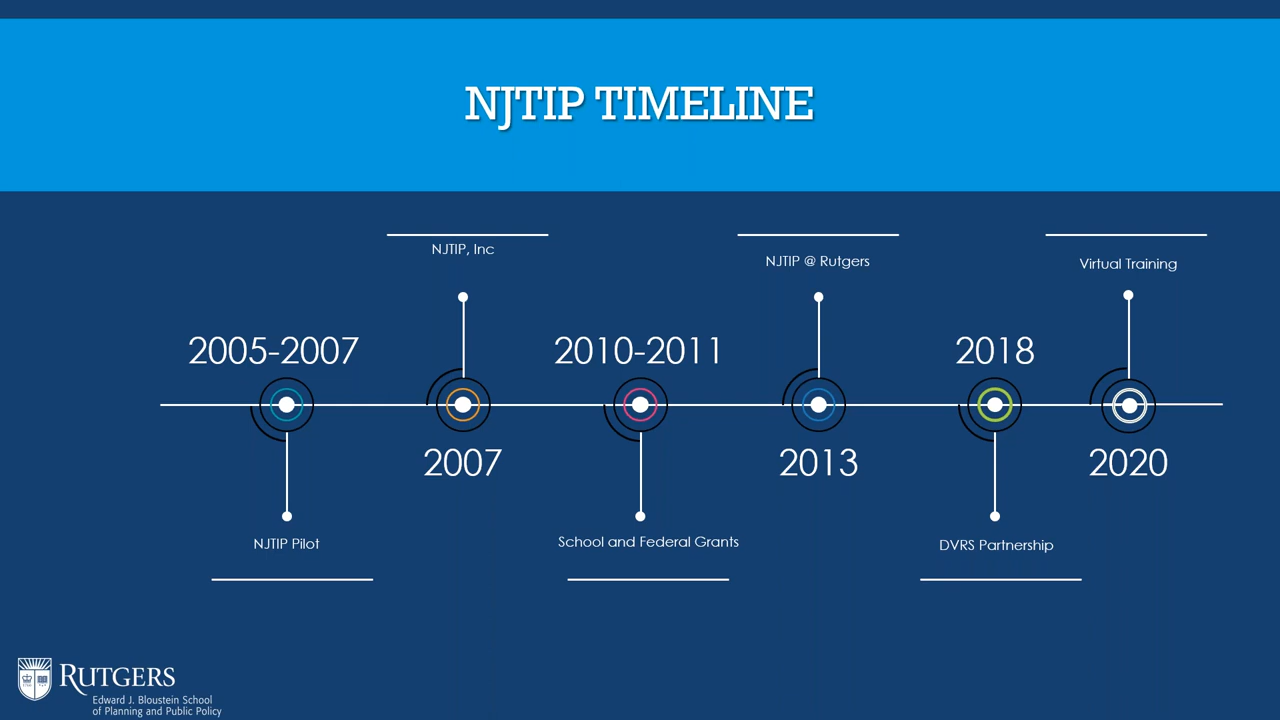 NJTIP TIMELINE
NJTIP, Inc
NJTIP @ Rutgers
Virtual Training
2005-2007
2010-2011
2018
2007
2013
2020
NJTIP Pilot
School and Federal Grants
DVRS Partnership
RUTGERS
Edward J. Bloustein School
of Planning and Public Policy